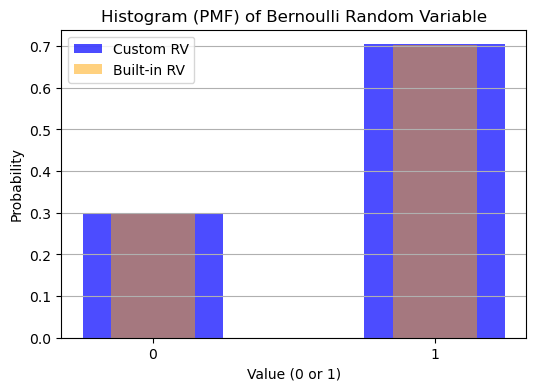 Histogram (PMF) of Bernoulli Random Variable
Custom RV
Built-in RV
Probability
0.7
0.6
0.5
0.4
0.3
0.2
0.1
0.0
0
1
Value (0 or 1)